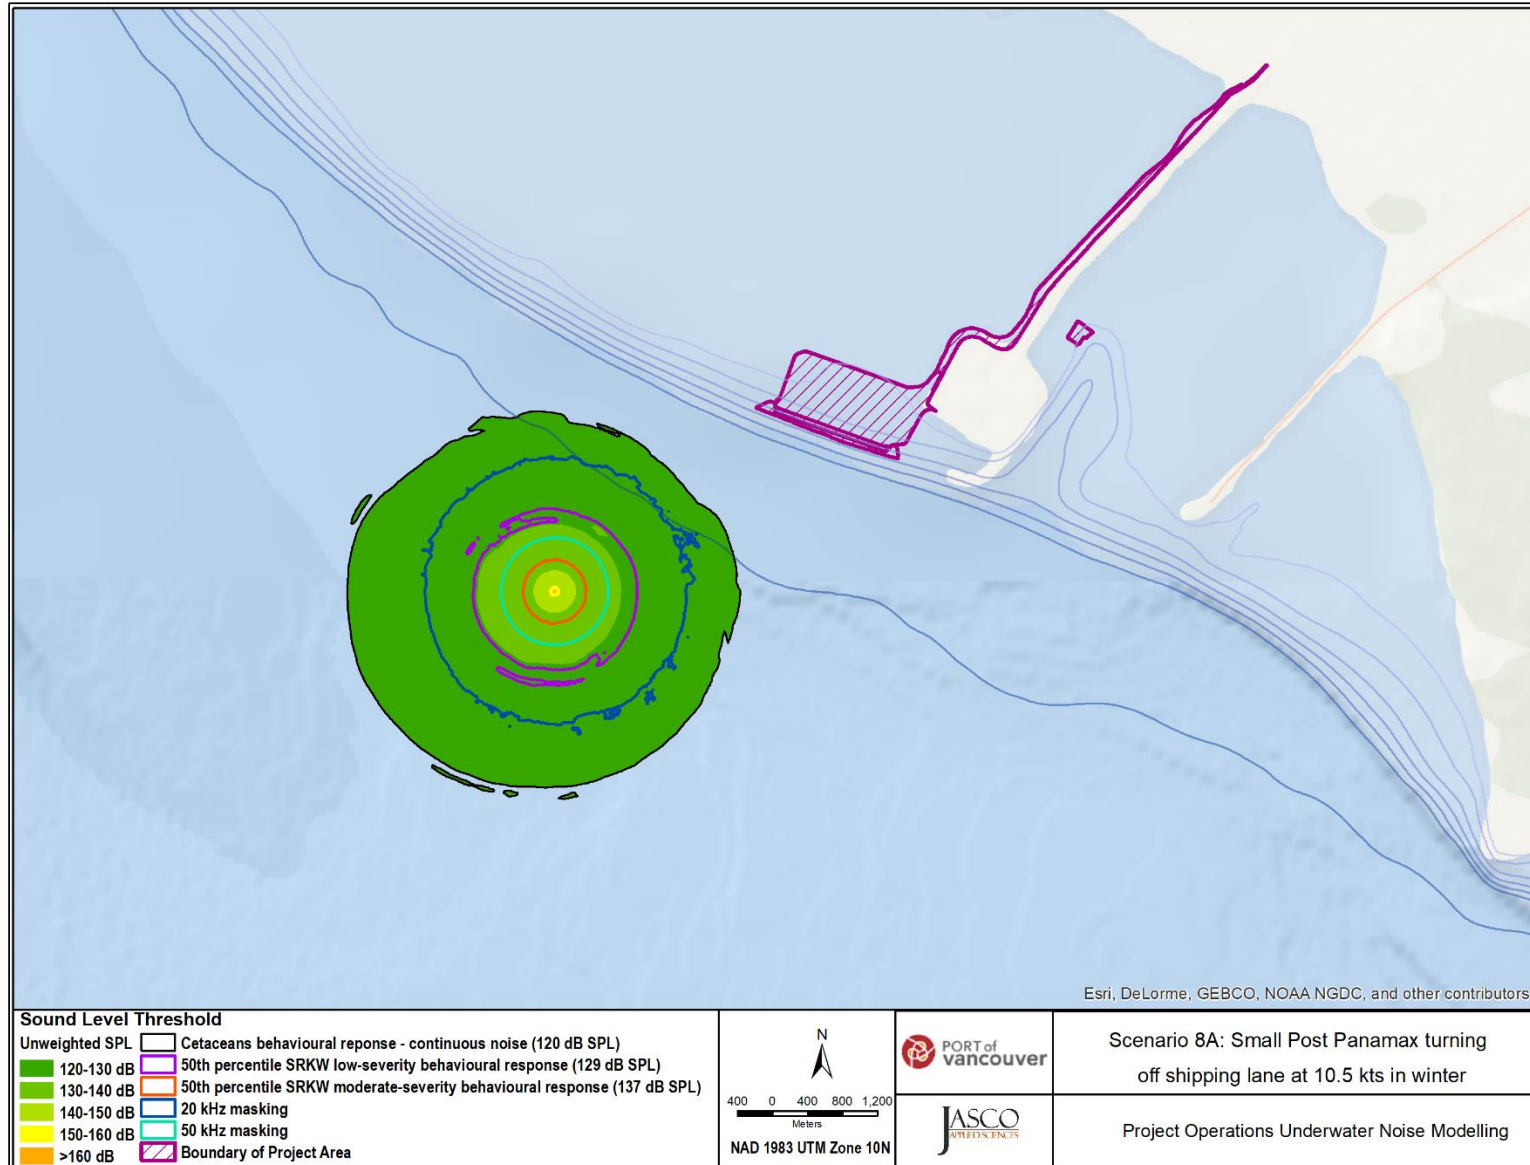 Esri, DeLorme, GEBCO, NOAA NGDC, and other contributors
Sound Level Threshold
Unweighted SPL
120-130 dB
130-140 dB
140-150 dB
150-160 dB
>160 dB
Cetaceans behavioural reponse - continuous noise (120 dB SPL)
50th percentile SRKW low-severity behavioural response (129 dB SPL)
50th percentile SRKW moderate-severity behavioural response (137 dB SPL)
20 kHz masking
50 kHz masking
Boundary of Project Area
N
400 0 400 800 1,200
Meters
NAD 1983 UTM Zone 10N
PORT of
vancouver
JASCO
APPLIED SCIENCES
Scenario 8A: Small Post Panamax turning
off shipping lane at 10.5 kts in winter
Project Operations Underwater Noise Modelling